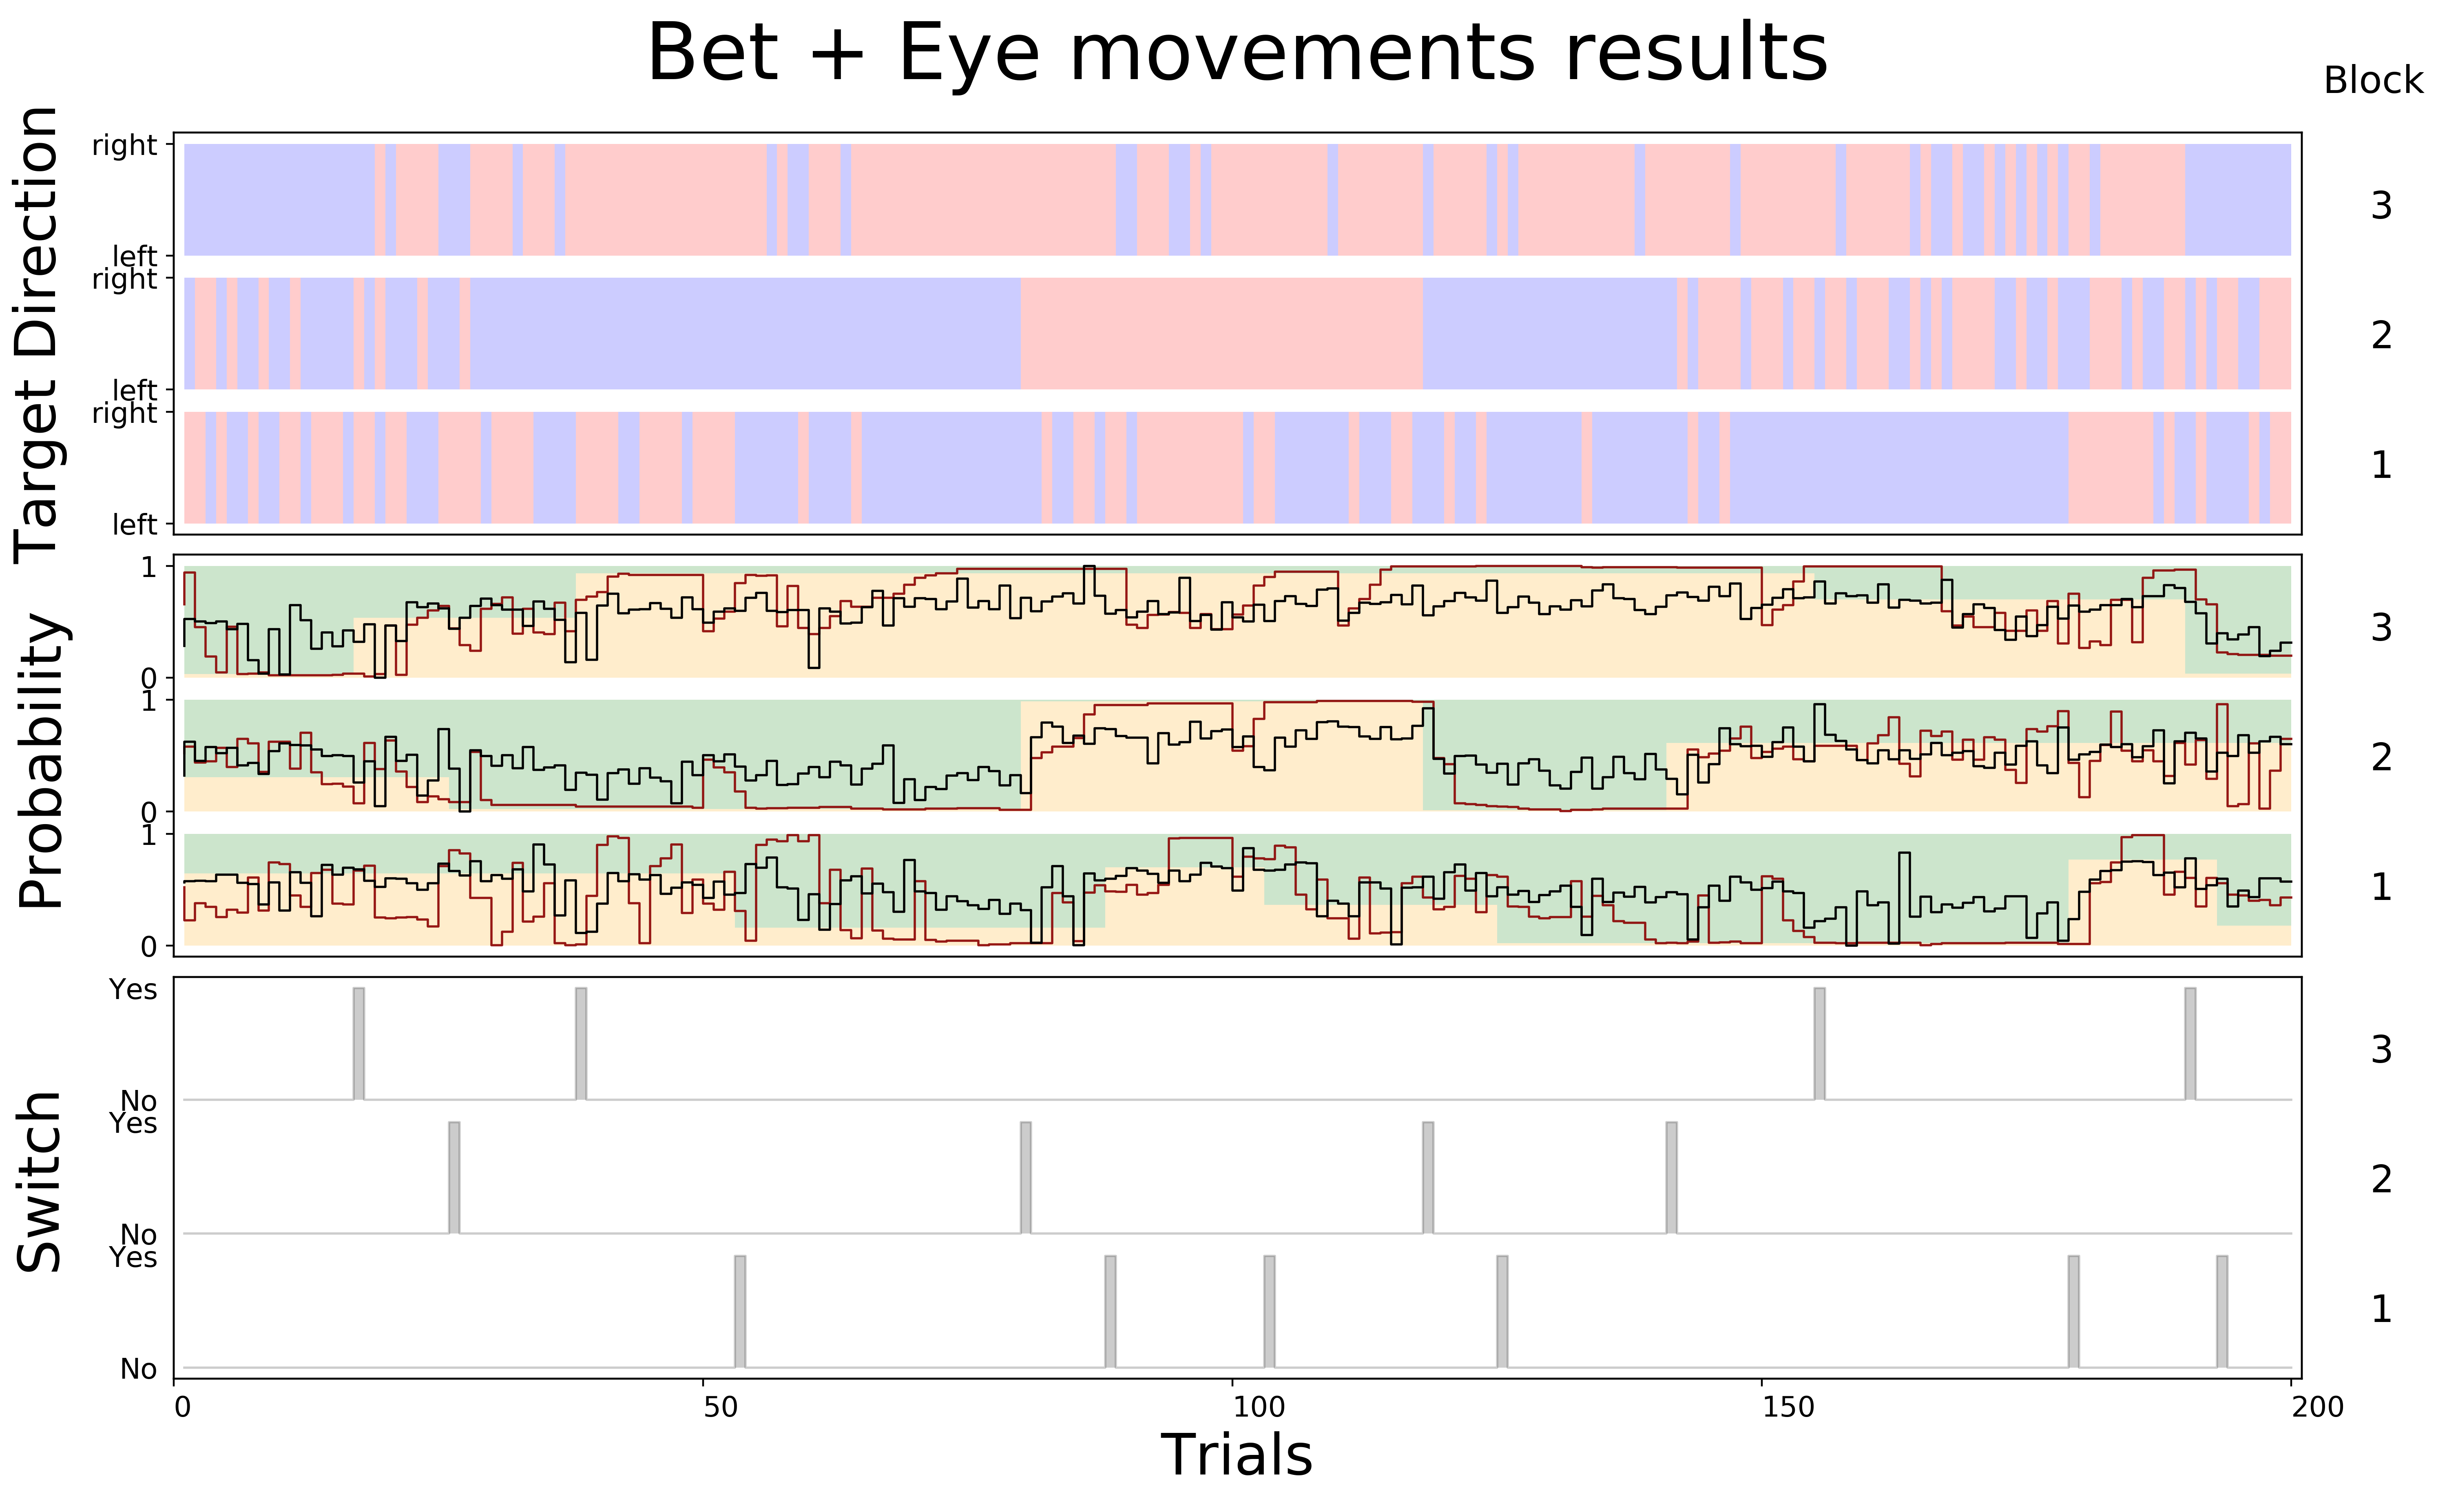 Bet + Eye movements results
Block
Target Direction
right
left
3
right
left
2
right
left
1
Probability
1
0
3
1
0
2
1
0
1
Switch
Yes
No
3
Yes
No
2
Yes
No
1
0 50 100 150 200
Trials